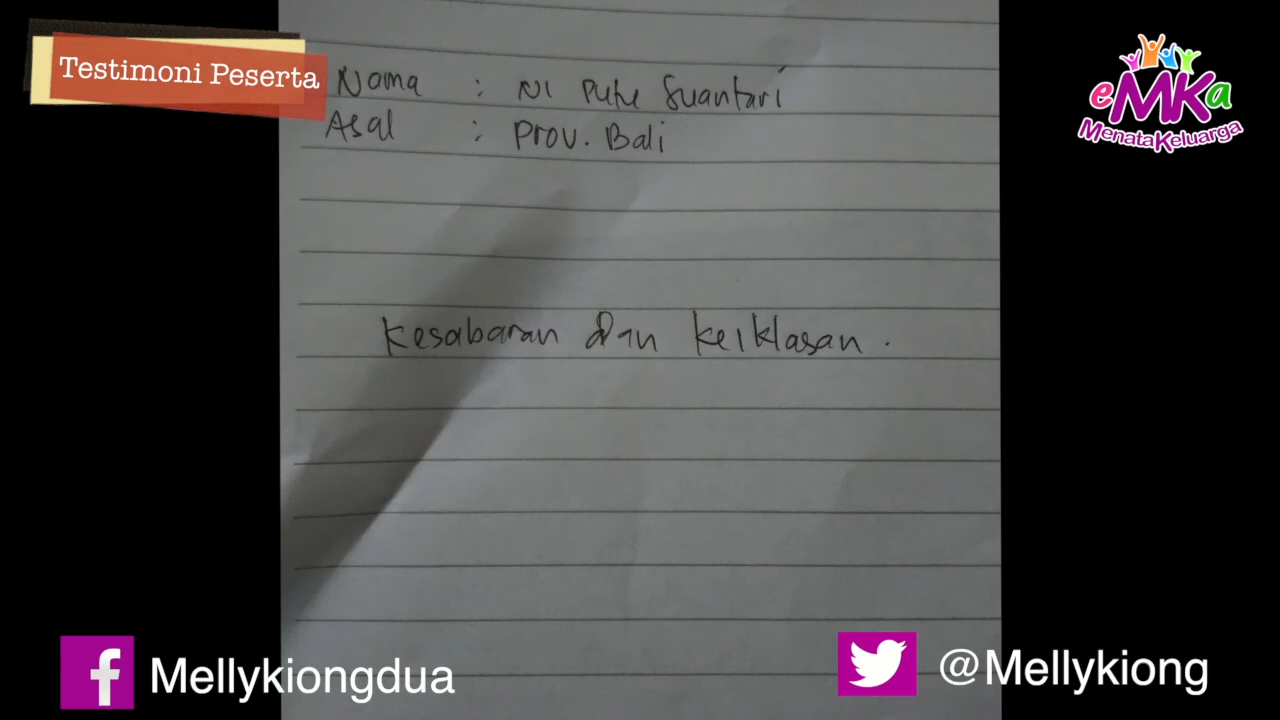 Testimoni Peserta
eMKa
MenataKeluarga
Nama : Ni Putu Suantari
Asal : Prov. Bali
Kesabaran dan keiklasan.
Mellykiongdua
@Mellykiong